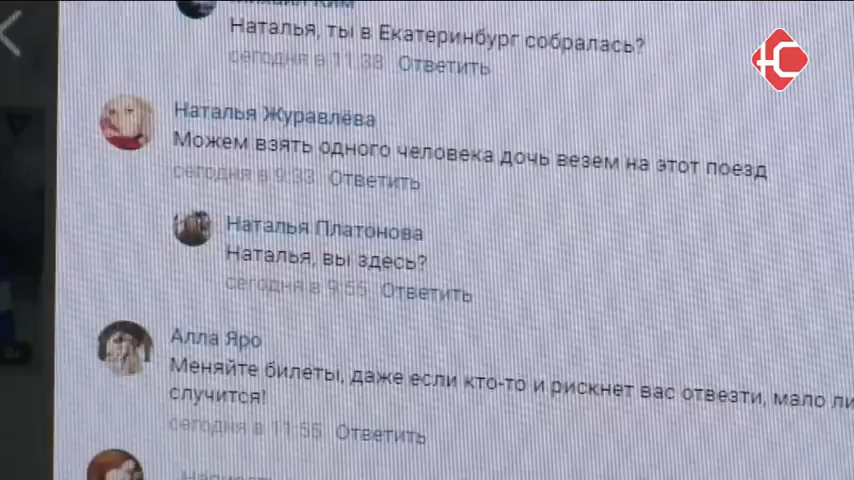 Наталья, ты в Екатеринбург собралась?
сегодня в 11:38 Ответить
Наталья Журавлёва
Можем взять одного человека дочь везем на этот поезд
сегодня в 9:33 Ответить
Наталья Платонова
Наталья, вы здесь?
сегодня в 9:55 Ответить
Алла Яро
Меняйте билеты, даже если кто-то и рискнет вас отвезти, мало ли
случится!
сегодня в 11:55 Ответить